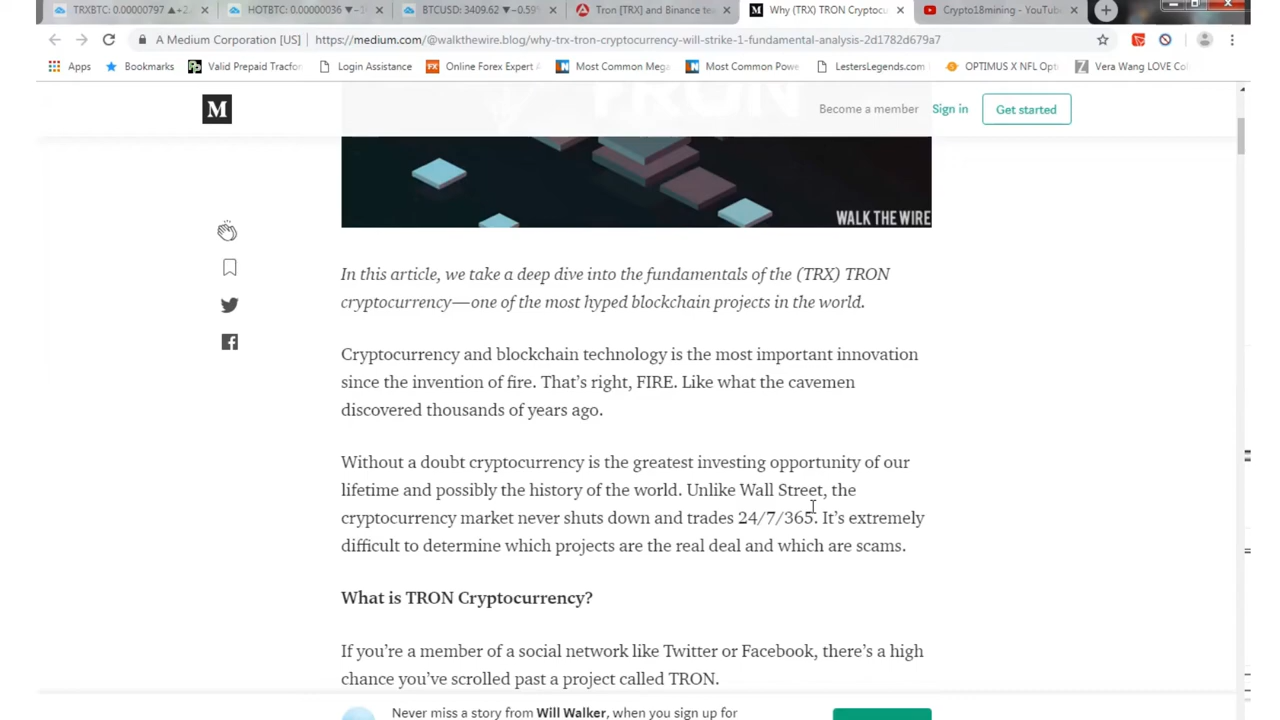 TRXBTC: 0.00000797 ▲+2.
HOTBTC: 0.00000036 ▼−1
BTCUSD: 3409.62 ▼−0.59
Tron [TRX] and Binance te
Why (TRX) TRON Cryptocu
Crypto18mining - YouTube
A Medium Corporation [US]
https://medium.com/@walkthewire.blog/why-trx-tron-cryptocurrency-will-strike-1-fundamental-analysis-2d1782d679a7
Apps
Bookmarks
Valid Prepaid Tracfor
Login Assistance
Online Forex Expert A
Most Common Mega
Most Common Powe
LestersLegends.com
OPTIMUS X NFL Opti
Vera Wang LOVE Col
M
Become a member
Sign in
Get started
TRON
WALK THE WIRE
In this article, we take a deep dive into the fundamentals of the (TRX) TRON
cryptocurrency—one of the most hyped blockchain projects in the world.
Cryptocurrency and blockchain technology is the most important innovation
since the invention of fire. That’s right, FIRE. Like what the cavemen
discovered thousands of years ago.
Without a doubt cryptocurrency is the greatest investing opportunity of our
lifetime and possibly the history of the world. Unlike Wall Street, the
cryptocurrency market never shuts down and trades 24/7/365. It’s extremely
difficult to determine which projects are the real deal and which are scams.
What is TRON Cryptocurrency?
If you’re a member of a social network like Twitter or Facebook, there’s a high
chance you’ve scrolled past a project called TRON.
Never miss a story from Will Walker, when you sign up for